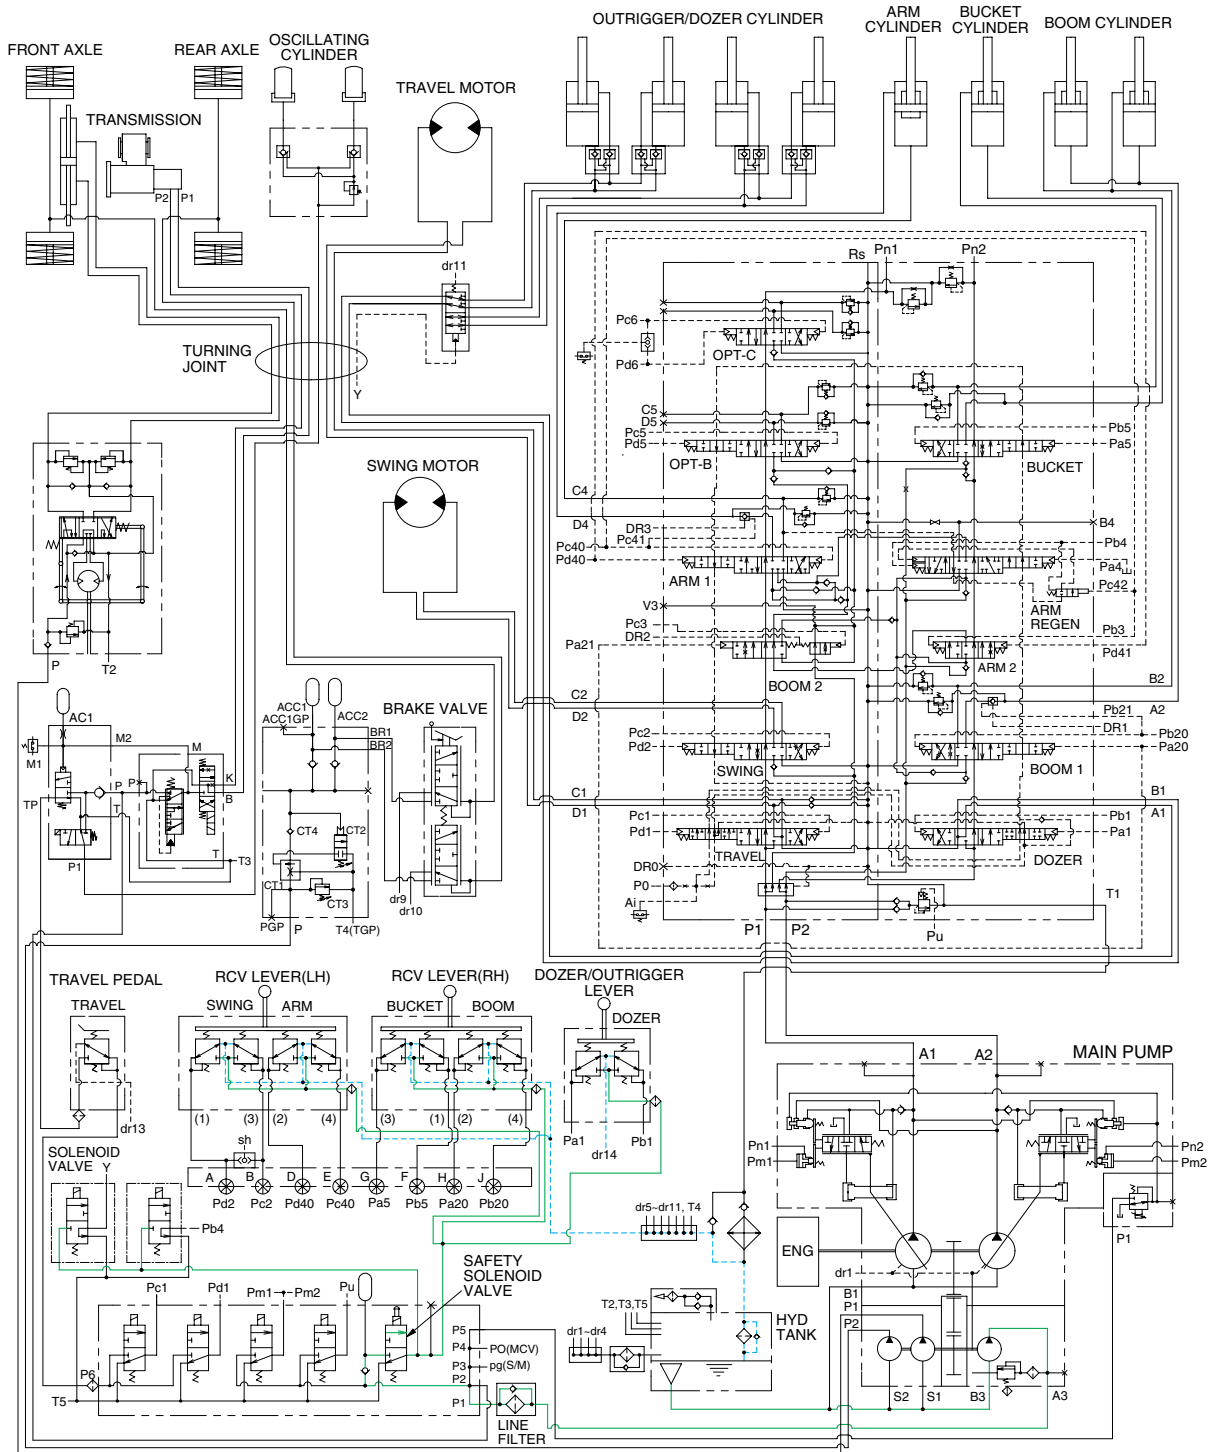 OUTRIGGER/DOZER CYLINDER
ARM
CYLINDER
BUCKET
CYLINDER
BOOM CYLINDER
FRONT AXLE
REAR AXLE
OSCILLATING
CYLINDER
TRAVEL MOTOR
TRANSMISSION
P2
P1
dr11
Rs
Pn1
Pn2
Pc6
Pd6
OPT-C
TURNING
JOINT
Y
C5
D5
Pc5
Pd5
OPT-B
Pb5
Pa5
BUCKET
SWING MOTOR
C4
D4
DR3
Pc41
Pc40
Pd40
ARM 1
B4
Pb4
Pa4
Pc42
ARM
REGEN
V3
Pc3
DR2
Pa21
BOOM 2
Pb3
Pd41
ARM 2
P
T2
B2
A2
C2
D2
Pb21
DR1
Pb20
Pa20
Pc2
Pd2
SWING
BOOM 1
AC1
M2
M1
M
K
B
P
P
T
T
TP
T3
P1
ACC1
ACC1GP
ACC2
BR1
BR2
BRAKE VALVE
CT4
CT2
CT1
CT3
PGP
P
T4(TGP)
dr9
dr10
C1
D1
B1
A1
Pc1
Pd1
Pb1
Pa1
TRAVEL
DOZER
DR0
P0
Ai
T1
P1
P2
Pu
TRAVEL PEDAL
TRAVEL
dr13
RCV LEVER(LH)
SWING
ARM
RCV LEVER(RH)
BUCKET
BOOM
DOZER/OUTRIGGER
LEVER
DOZER
(1)
(3)
(2)
(4)
(3)
(1)
(2)
(4)
Pa1
Pb1
dr14
sh
A
B
D
E
G
F
H
J
Pd2
Pc2
Pd40
Pc40
Pa5
Pb5
Pa20
Pb20
SOLENOID
VALVE
Y
Pb4
A1
A2
MAIN PUMP
Pn1
Pm1
Pn2
Pm2
P1
dr5~dr11, T4
ENG
dr1
B1
P1
P2
S2
S1
B3
A3
SAFETY
SOLENOID
VALVE
Pc1
Pd1
Pm1
Pm2
Pu
P6
T5
P5
P4
P3
P2
P1
PO(MCV)
pg(S/M)
T2,T3,T5
dr1~dr4
HYD
TANK
LINE
FILTER